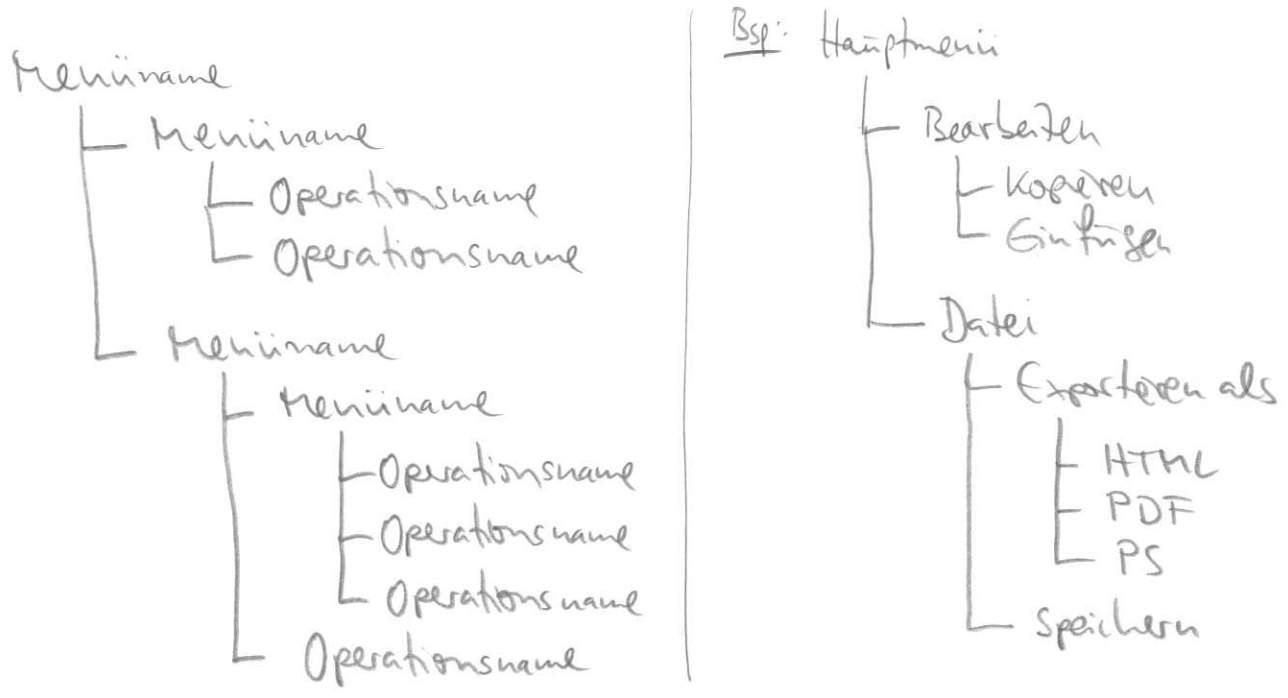 Menüname
Menüname
Operationsname
Operationsname
Menüname
Menüname
Operationsname
Operationsname
Operationsname
Operationsname
Bsp: Hauptmenü
Bearbeiten
Kopieren
Einfügen
Datei
Exportieren als
HTML
PDF
PS
Speichern